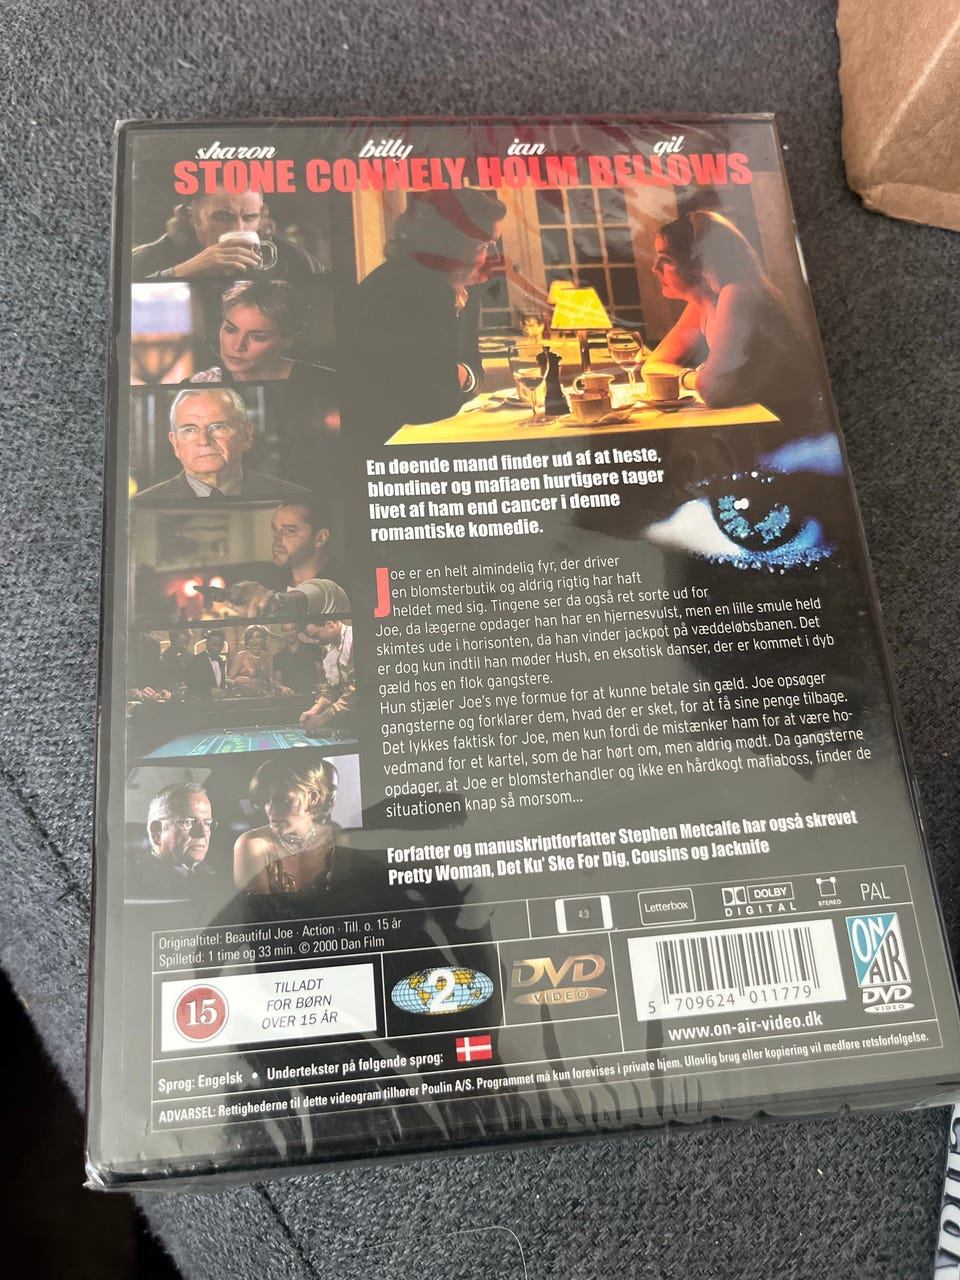 sharon billy ian gil
STONE CONNELY HOLM BELLOWS
En døende mand finder ud af at heste,
blondiner og mafiaen hurtigere tager
livet af ham end cancer i denne
romantiske komedie.
Joe er en helt almindelig fyr, der driver
en blomsterbutik og aldrig rigtig har haft
heldet med sig. Tingene ser da også ret sorte ud for
Joe, da lægerne opdager han har en hjernesvulst, men en lille smule held
skimtes ude i horisonten, da han vinder jackpot på væddeløbsbanen. Det
er dog kun indtil han møder Hush, en eksotisk danser, der er kommet i dyb
gæld hos en flok gangstere.
Hun stjæler Joe's nye formue for at kunne betale sin gæld. Joe opsøger
gangsterne og forklarer dem, hvad der er sket, for at få sine penge tilbage.
Det lykkes faktisk for Joe, men kun fordi de mistænker ham for at være ho-
vedmand for et kartel, som de har hørt om, men aldrig mødt. Da gangsterne
opdager, at Joe er blomsterhandler og ikke en hårdkogt mafiaboss, finder de
situationen knap så morsom...
Forfatter og manuskriptforfatter Stephen Metcalfe har også skrevet
Pretty Woman, Det Ku' Ske For Dig, Cousins og Jacknife
Originaltitel: Beautiful Joe · Action · Till. o. 15 år
Spilletid: 1 time og 33 min. © 2000 Dan Film
4:3
Letterbox
DOLBY
DIGITAL
STEREO
PAL
15
TILLADT
FOR BØRN
OVER 15 ÅR
2
DVD
VIDEO
5 709624 011779
ON
AIR
DVD
VIDEO
www.on-air-video.dk
Sprog: Engelsk • Undertekster på følgende sprog:
ADVARSEL: Rettighederne til dette videogram tilhører Poulin A/S. Programmet må kun forevises i private hjem. Ulovlig brug eller kopiering vil medføre retsforfølgelse.